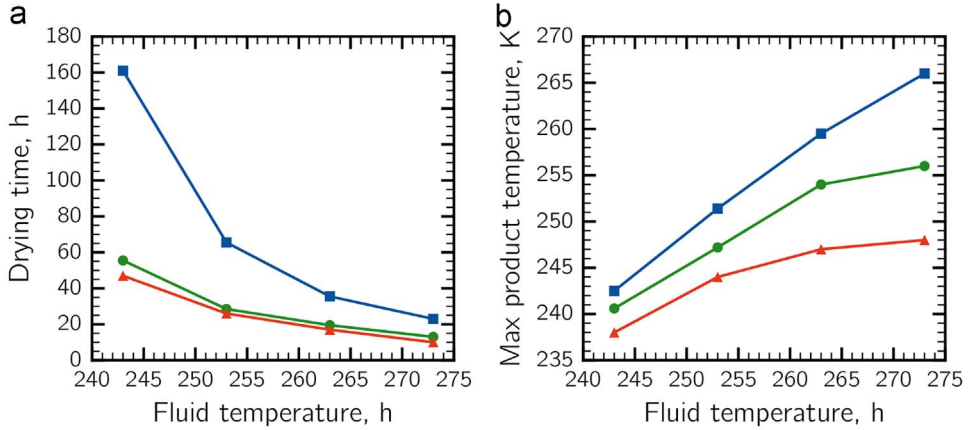 a
180
160
140
120
100
80
60
40
20
0
Drying time, h
240 245 250 255 260 265 270 275
Fluid temperature, h
b
270
265
260
255
250
245
240
235
Max product temperature, K
240 245 250 255 260 265 270 275
Fluid temperature, h